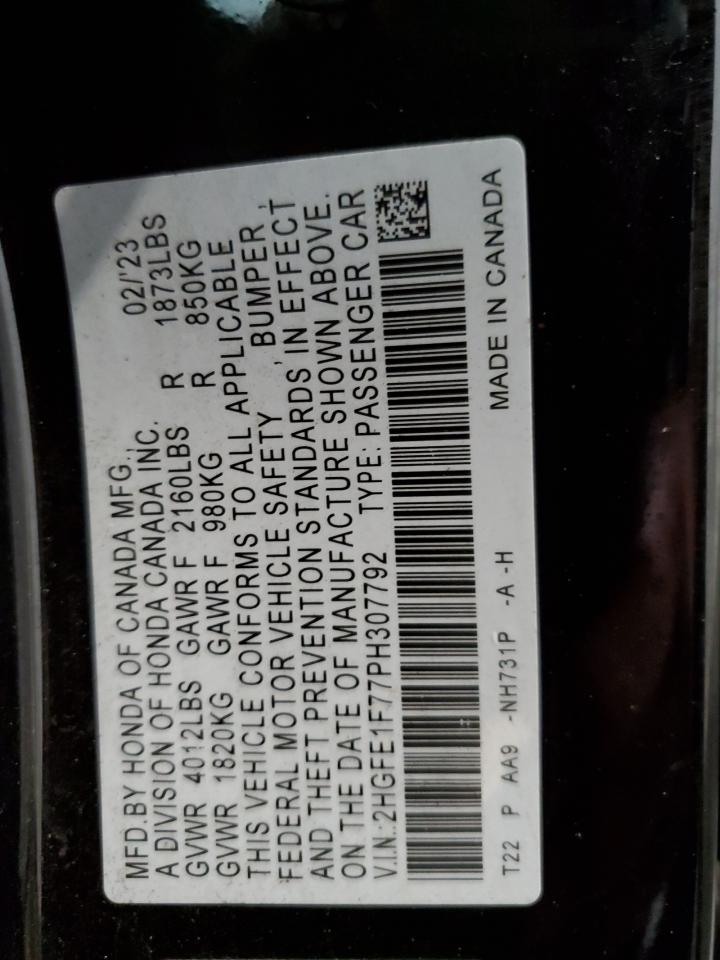 MFD.BY HONDA OF CANADA MFG., 02/'23
A DIVISION OF HONDA CANADA INC.
GVWR 4012LBS GAWR F 2160LBS R 1873LBS
GVWR 1820KG GAWR F 980KG R 850KG
THIS VEHICLE CONFORMS TO ALL APPLICABLE
FEDERAL MOTOR VEHICLE SAFETY, BUMPER,
AND THEFT PREVENTION STANDARDS IN EFFECT
ON THE DATE OF MANUFACTURE SHOWN ABOVE.
V.I.N.:2HGFE1F77PH307792 TYPE: PASSENGER CAR
T22 P AA9 -NH731P -A -H MADE IN CANADA